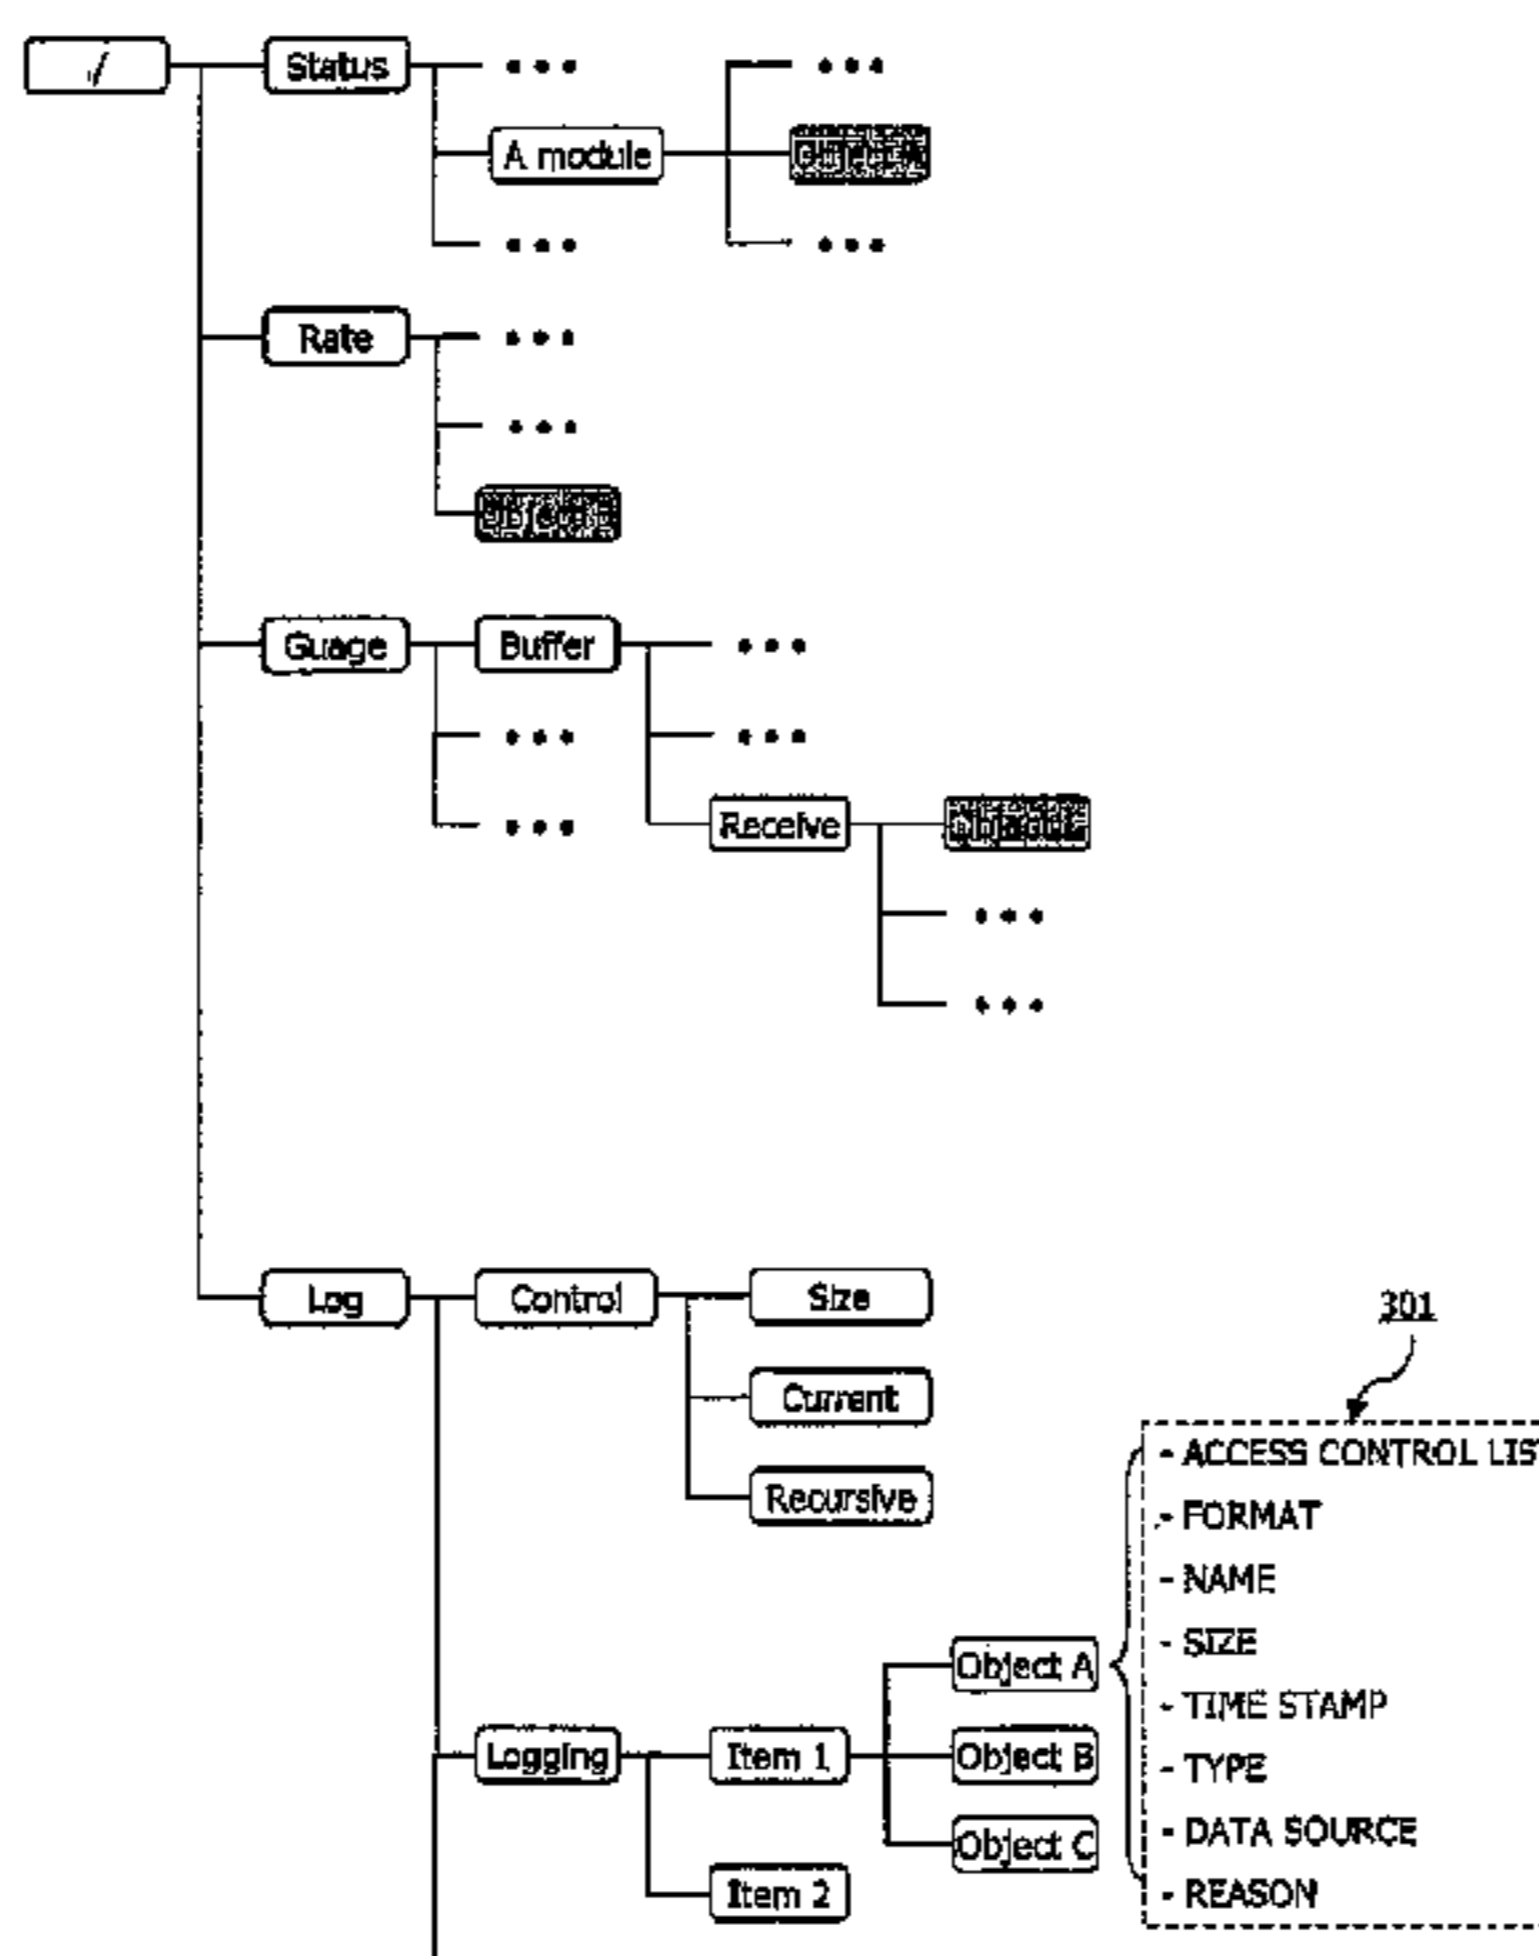 ./
Status
• • •
• • •
A module
• • •
• • •
Rate
• • •
• • •
Guage
Buffer
• • •
• • •
• • •
• • •
Receive
• • •
• • •
Log
Control
Size
301
Current
- ACCESS CONTROL LIS
Recursive
- FORMAT
- NAME
- SIZE
Object A
- TIME STAMP
Logging
Item 1
Object B
- TYPE
Object C
- DATA SOURCE
Item 2
- REASON